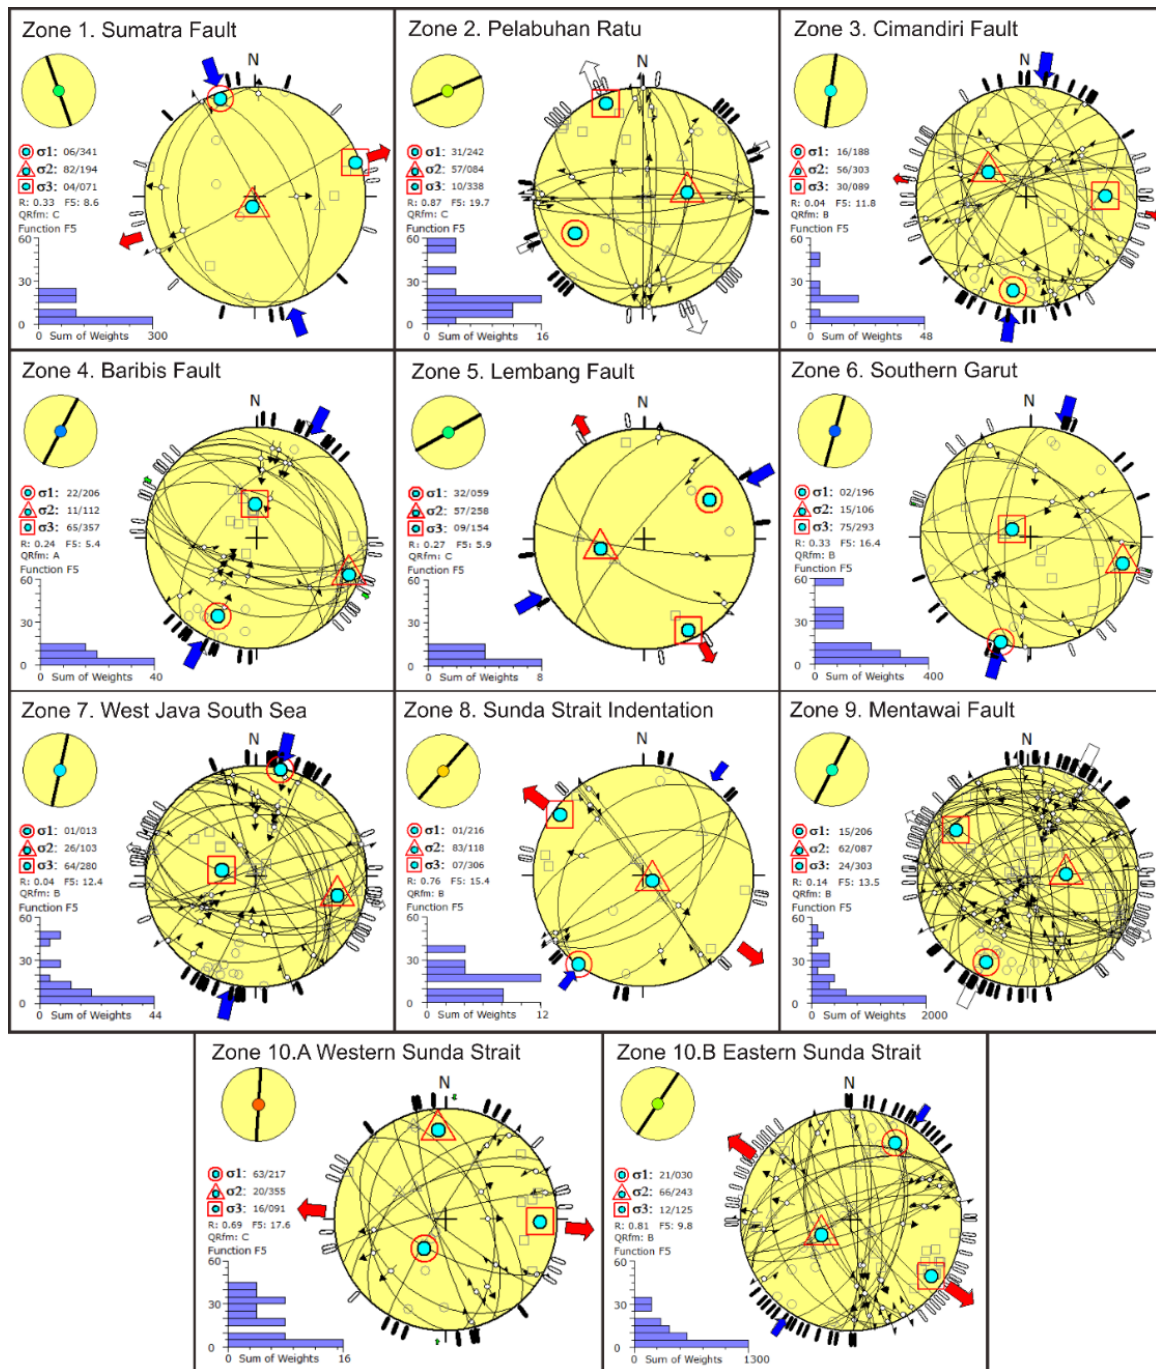 Zone 1. Sumatra Fault
N
σ1: 06/341
σ2: 82/194
σ3: 04/071
R: 0.33 F5: 8.6
QRfm: C
Function F5
60
30
0
0 Sum of Weights 300
Zone 2. Pelabuhan Ratu
N
σ1: 31/242
σ2: 57/084
σ3: 10/338
R: 0.87 F5: 19.7
QRfm: C
Function F5
60
30
0
0 Sum of Weights 16
Zone 3. Cimandiri Fault
N
σ1: 16/188
σ2: 56/303
σ3: 30/089
R: 0.04 F5: 11.8
QRfm: B
Function F5
60
30
0
0 Sum of Weights 48
Zone 4. Baribis Fault
N
σ1: 22/206
σ2: 11/112
σ3: 65/357
R: 0.24 F5: 5.4
QRfm: A
Function F5
60
30
0
0 Sum of Weights 40
Zone 5. Lembang Fault
N
σ1: 32/059
σ2: 57/258
σ3: 09/154
R: 0.27 F5: 5.9
QRfm: C
Function F5
60
30
0
0 Sum of Weights 8
Zone 6. Southern Garut
N
σ1: 02/196
σ2: 15/106
σ3: 75/293
R: 0.33 F5: 16.4
QRfm: B
Function F5
60
30
0
0 Sum of Weights 400
Zone 7. West Java South Sea
N
σ1: 01/013
σ2: 26/103
σ3: 64/280
R: 0.04 F5: 12.4
QRfm: B
Function F5
60
30
0
0 Sum of Weights 44
Zone 8. Sunda Strait Indentation
N
σ1: 01/216
σ2: 83/118
σ3: 07/306
R: 0.76 F5: 15.4
QRfm: B
Function F5
60
30
0
0 Sum of Weights 12
Zone 9. Mentawai Fault
N
σ1: 15/206
σ2: 62/087
σ3: 24/303
R: 0.14 F5: 13.5
QRfm: B
Function F5
60
30
0
0 Sum of Weights 2000
Zone 10.A Western Sunda Strait
N
σ1: 63/217
σ2: 20/355
σ3: 16/091
R: 0.69 F5: 17.6
QRfm: C
Function F5
60
30
0
0 Sum of Weights 16
Zone 10.B Eastern Sunda Strait
N
σ1: 21/030
σ2: 66/243
σ3: 12/125
R: 0.81 F5: 9.8
QRfm: B
Function F5
60
30
0
0 Sum of Weights 1300